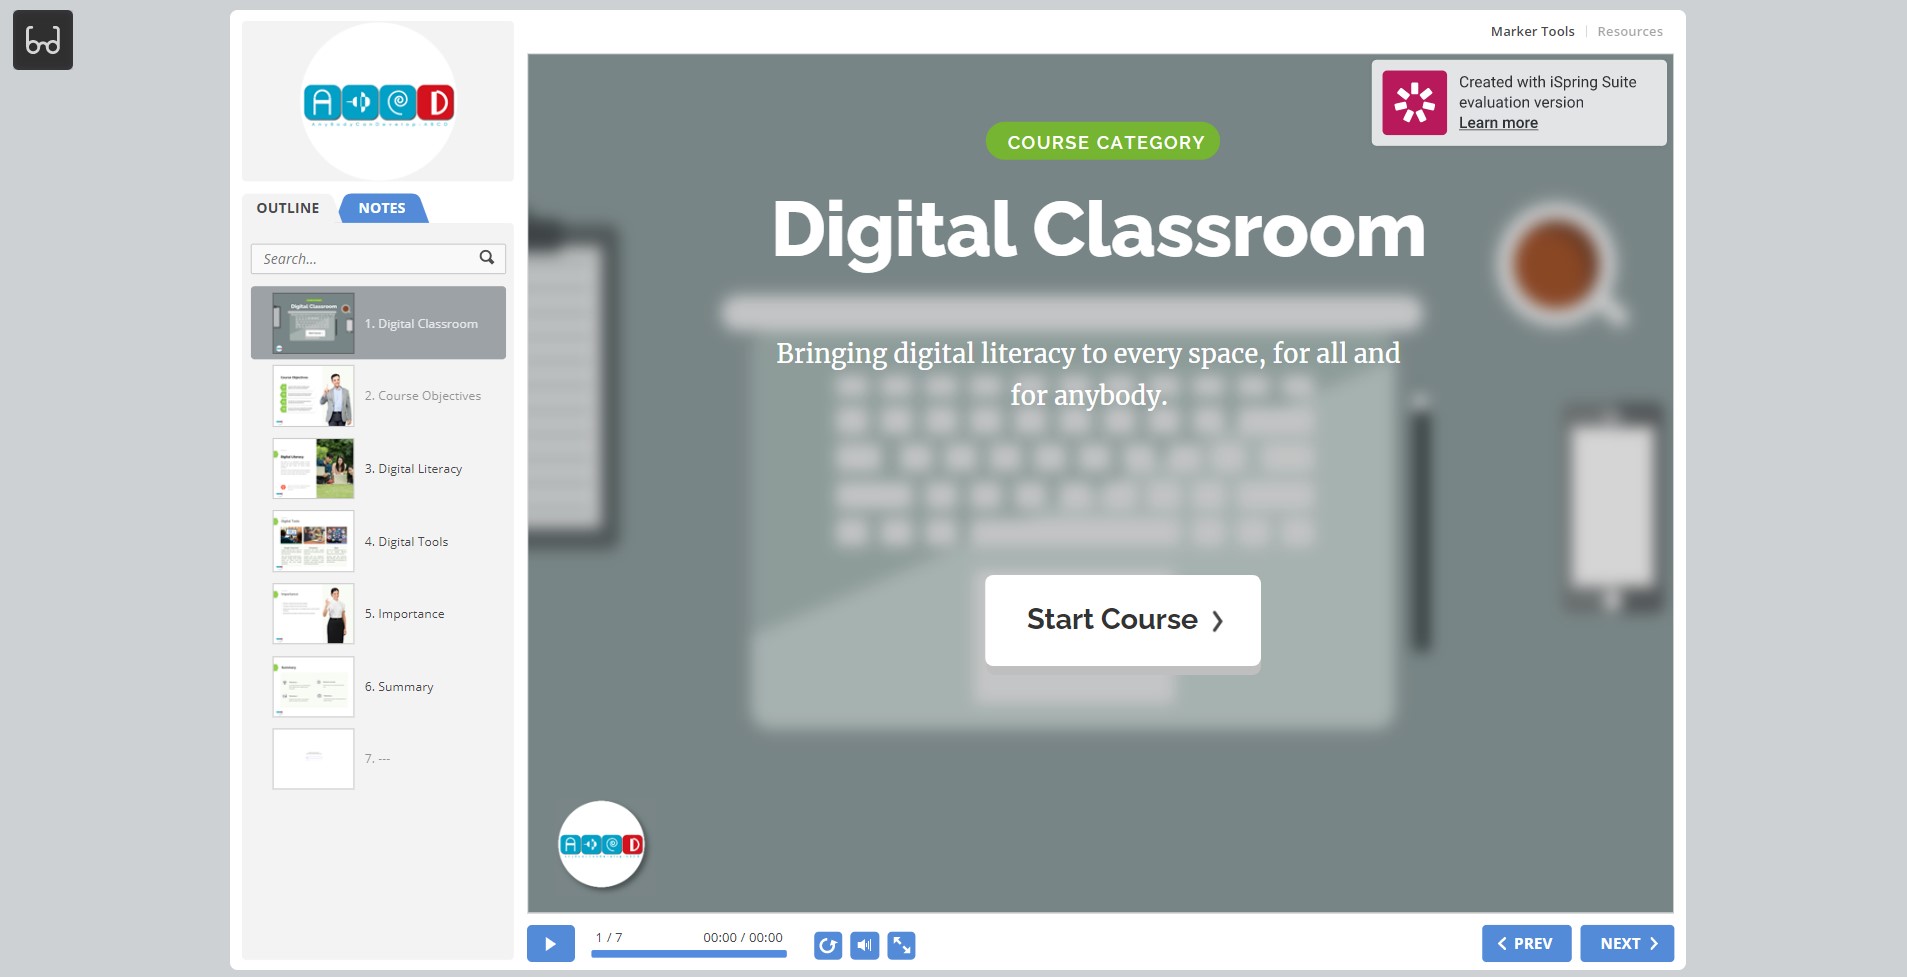 Marker Tools
Resources
OUTLINE
NOTES
Search...
1. Digital Classroom
2. Course Objectives
3. Digital Literacy
4. Digital Tools
5. Importance
6. Summary
7. ---
Created with iSpring Suite
evaluation version
Learn more
COURSE CATEGORY
Digital Classroom
Bringing digital literacy to every space, for all and
for anybody.
Start Course
1 / 7
00:00 / 00:00
PREV
NEXT